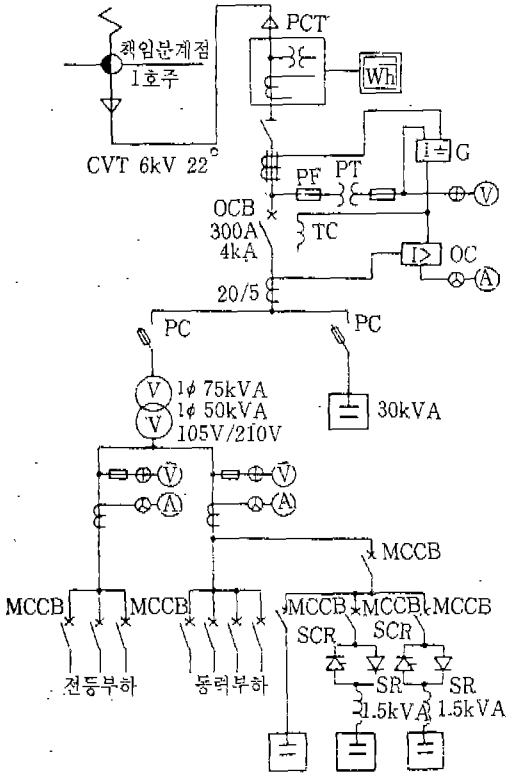 책임분계점
1호주
CVT 6kV 22°
PCT
Wh
I ≟ G
PF PT
V
OCB
300A
4kA
TC
I> OC
A
20/5
PC PC
V
V
1φ 75kVA
1φ 50kVA
105V/210V
30kVA
V V
A A
MCCB
MCCB MCCB MCCB MCCB MCCB
SCR SCR
전등부하 동력부하
SR SR
1.5kVA 1.5kVA